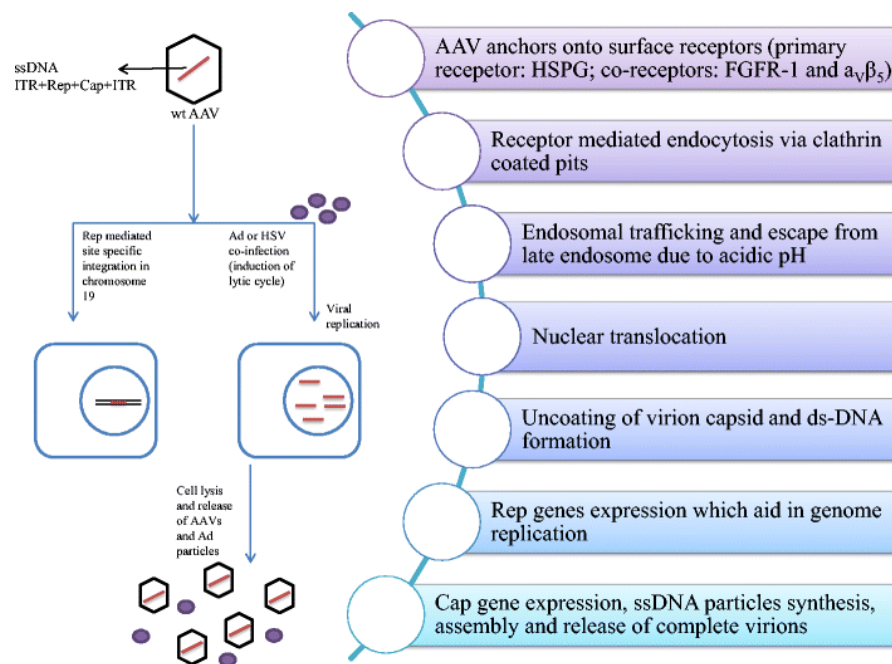 ssDNA
ITR+Rep+Cap+ITR
wt AAV
Rep mediated
site specific
integration in
chromosome
19
Ad or HSV
co-infection
(induction of
lytic cycle)
Viral
replication
Cell lysis
and release
of AAVs
and Ad
particles
AAV anchors onto surface receptors (primary
recepetor: HSPG; co-receptors: FGFR-1 and aVβ5)
Receptor mediated endocytosis via clathrin
coated pits
Endosomal trafficking and escape from
late endosome due to acidic pH
Nuclear translocation
Uncoating of virion capsid and ds-DNA
formation
Rep genes expression which aid in genome
replication
Cap gene expression, ssDNA particles synthesis,
assembly and release of complete virions